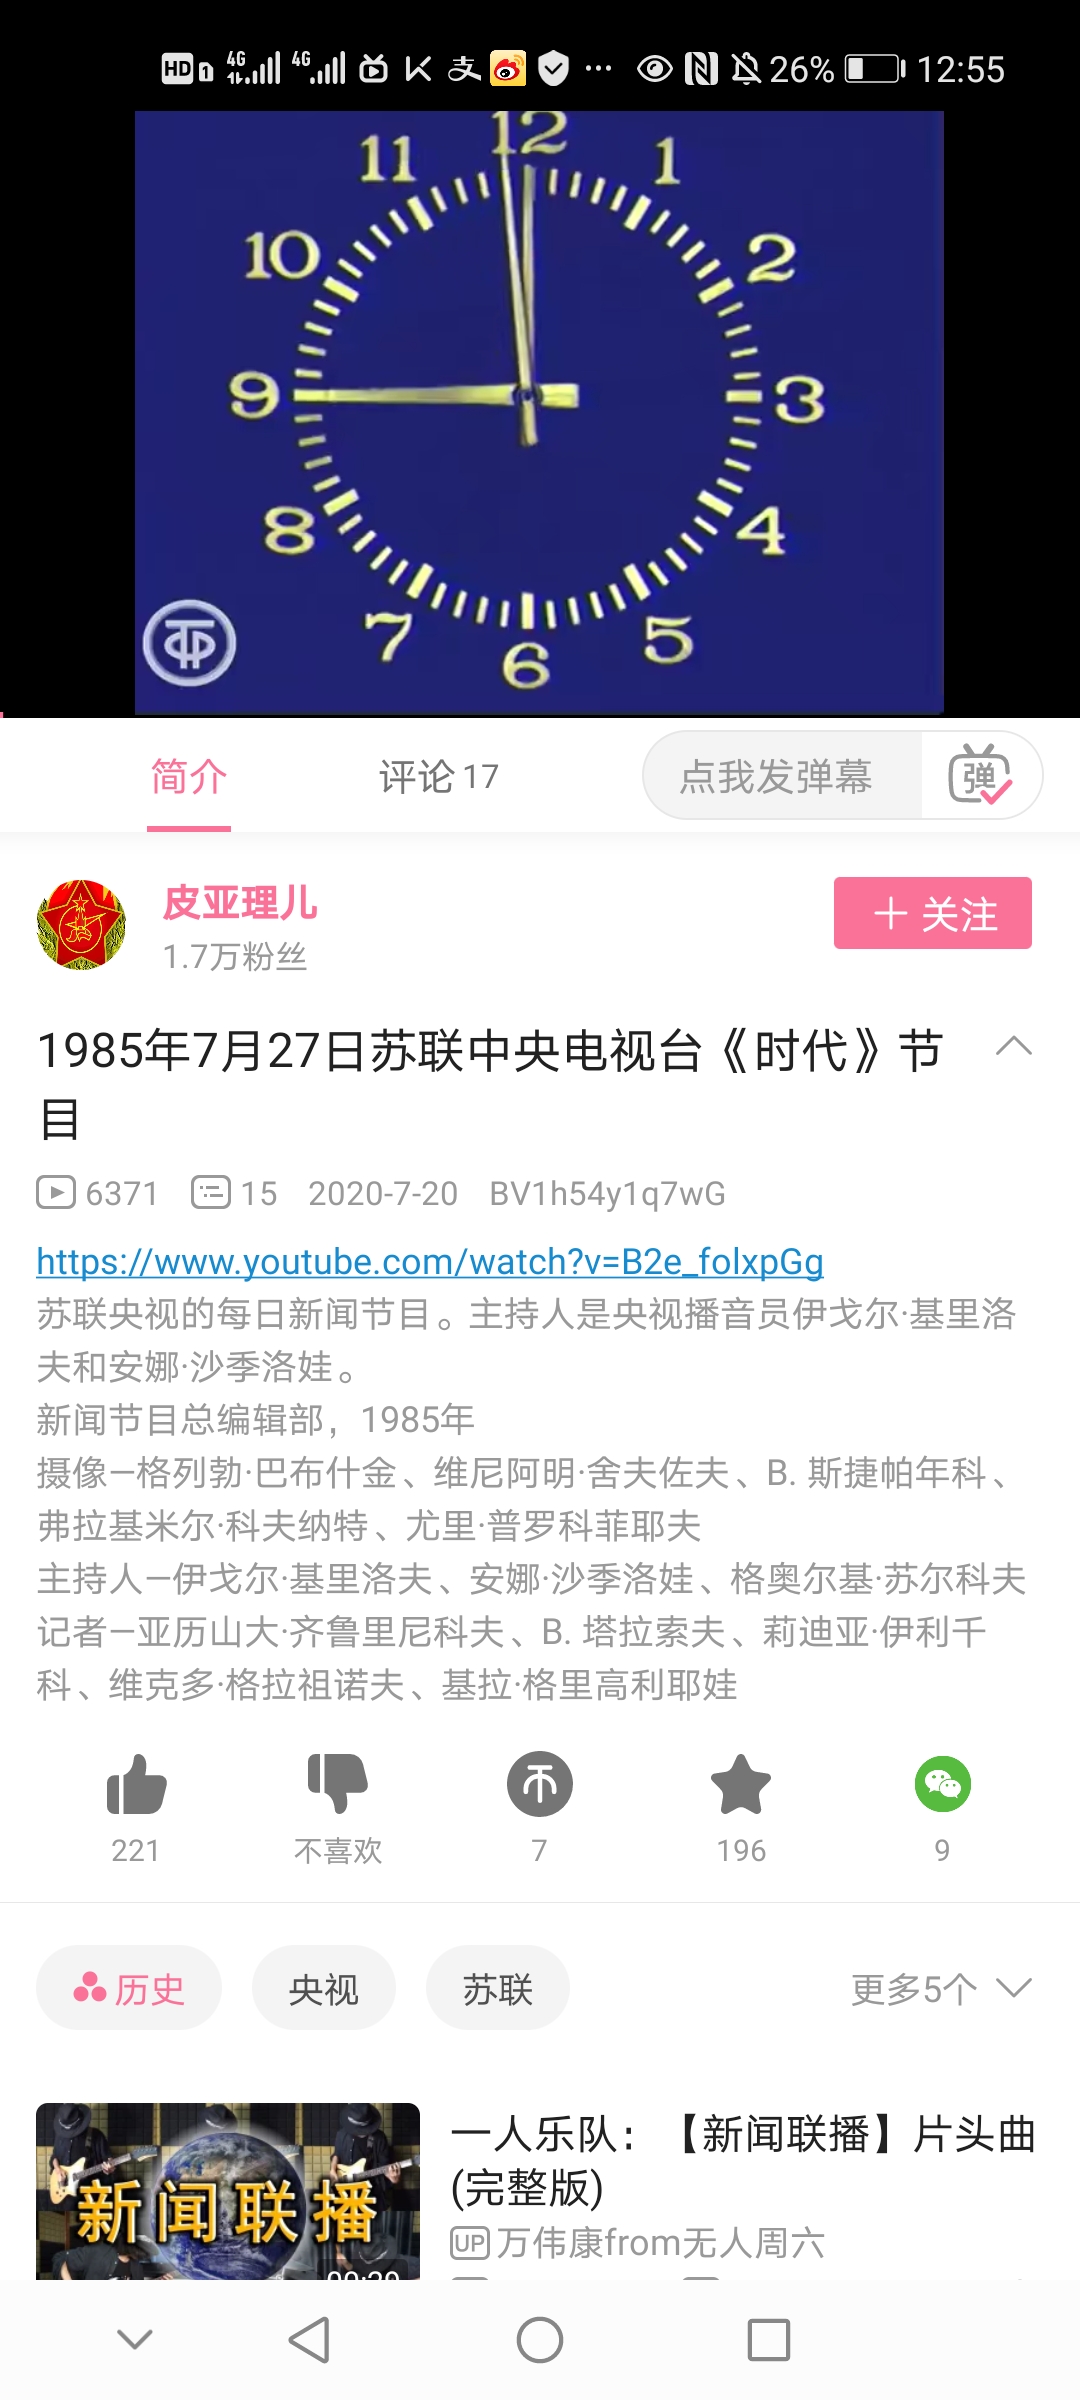 HD 1 4G 4G 支 26% 12:55
12
11 1
10 2
9 3
8 4
7 5
6
简介 评论 17 点我发弹幕 弹
皮亚理儿
1.7万粉丝
+ 关注
1985年7月27日苏联中央电视台《时代》节
目
6371 15 2020-7-20 BV1h54y1q7wG
https://www.youtube.com/watch?v=B2e_folxpGg
苏联央视的每日新闻节目。主持人是央视播音员伊戈尔·基里洛
夫和安娜·沙季洛娃。
新闻节目总编辑部，1985年
摄像—格列勃·巴布什金、维尼阿明·舍夫佐夫、B. 斯捷帕年科、
弗拉基米尔·科夫纳特、尤里·普罗科菲耶夫
主持人—伊戈尔·基里洛夫、安娜·沙季洛娃、格奥尔基·苏尔科夫
记者—亚历山大·齐鲁里尼科夫、B. 塔拉索夫、莉迪亚·伊利千
科、维克多·格拉祖诺夫、基拉·格里高利耶娃
221 不喜欢 7 196 9
历史 央视 苏联 更多5个
新闻联播
一人乐队：【新闻联播】片头曲
(完整版)
UP 万伟康from无人周六